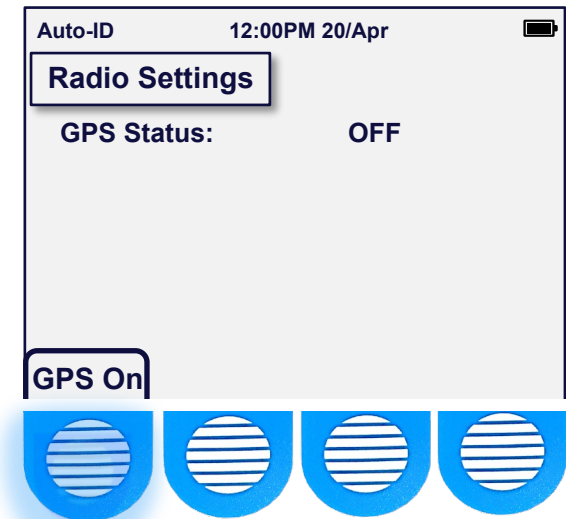 Auto-ID 12:00PM 20/Apr
Radio Settings
GPS Status: OFF
GPS On